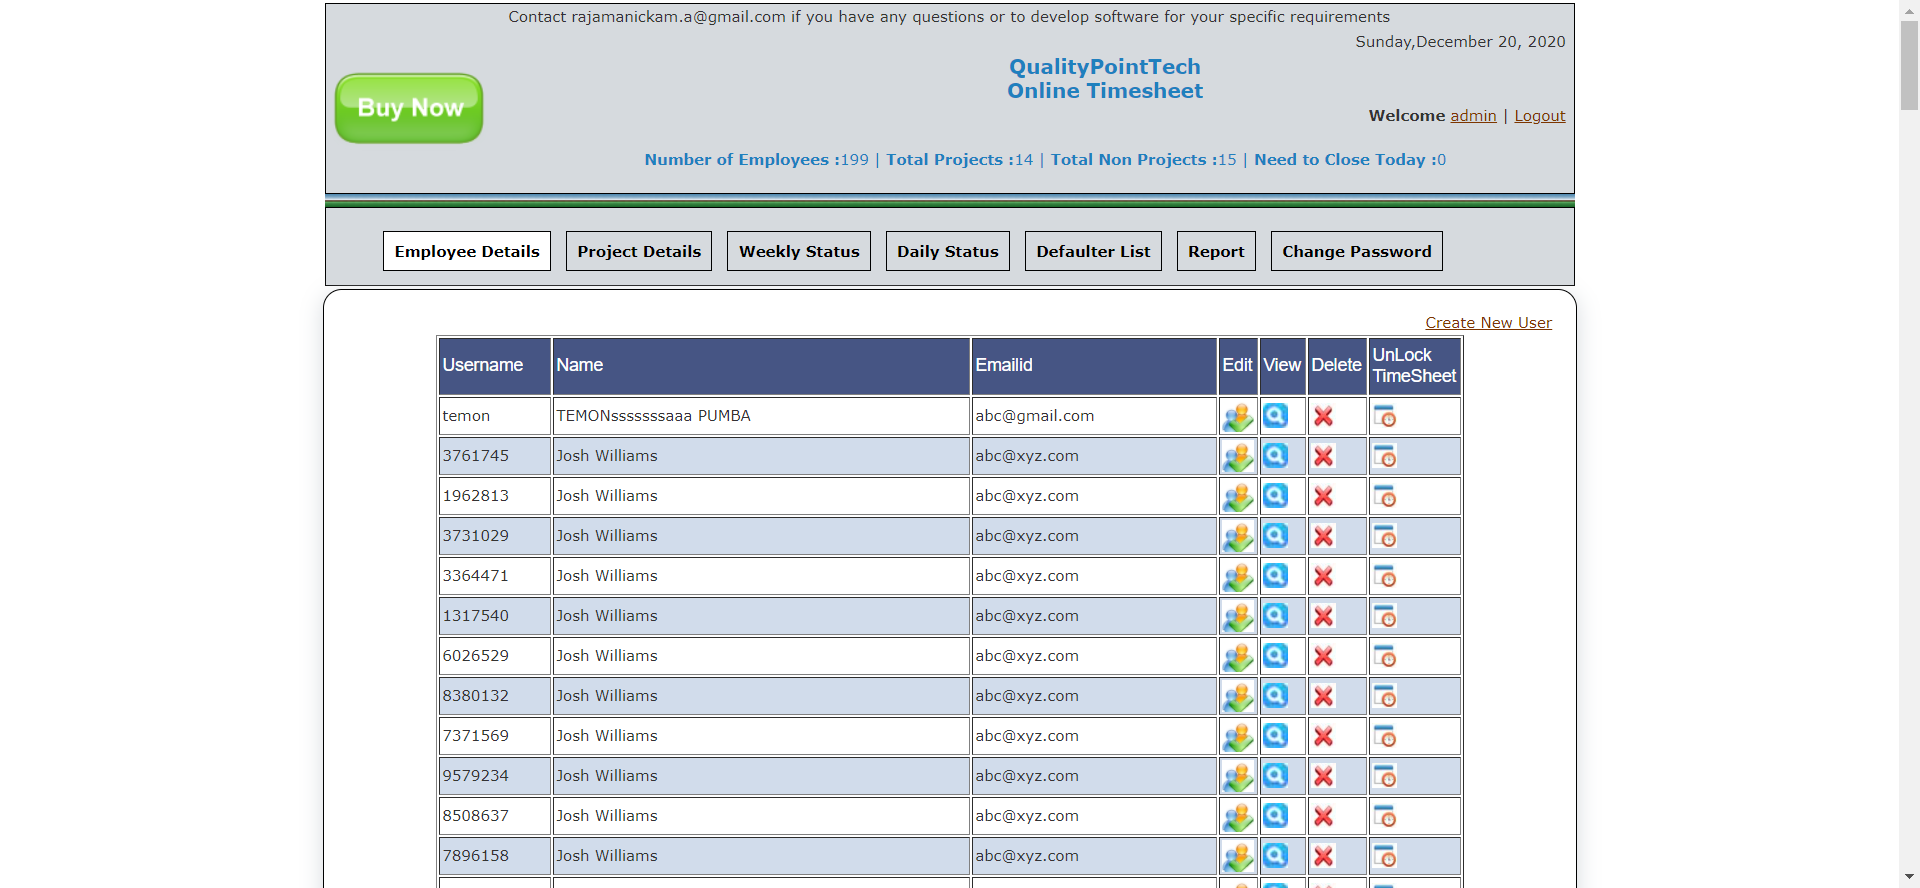 Contact rajamanickam.a@gmail.com if you have any questions or to develop software for your specific requirements
Sunday,December 20, 2020
QualityPointTech
Online Timesheet
Buy Now
Welcome admin | Logout
Number of Employees :199 | Total Projects :14 | Total Non Projects :15 | Need to Close Today :0
Employee Details Project Details Weekly Status Daily Status Defaulter List Report Change Password
Create New User
Username Name Emailid Edit View Delete UnLock TimeSheet
temon TEMONsssssssaaa PUMBA abc@gmail.com
3761745 Josh Williams abc@xyz.com
1962813 Josh Williams abc@xyz.com
3731029 Josh Williams abc@xyz.com
3364471 Josh Williams abc@xyz.com
1317540 Josh Williams abc@xyz.com
6026529 Josh Williams abc@xyz.com
8380132 Josh Williams abc@xyz.com
7371569 Josh Williams abc@xyz.com
9579234 Josh Williams abc@xyz.com
8508637 Josh Williams abc@xyz.com
7896158 Josh Williams abc@xyz.com